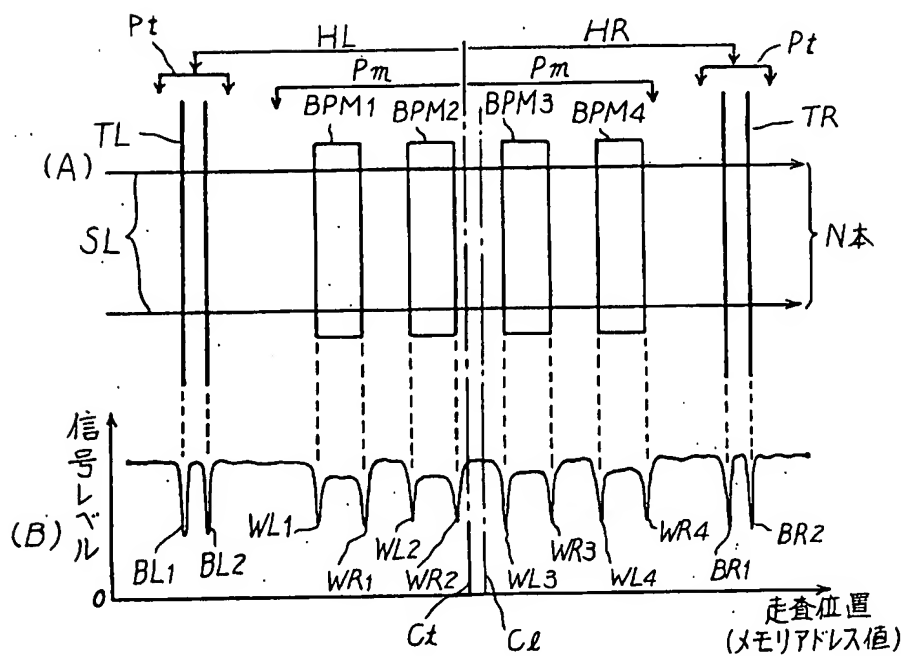 Pt
HL
HR
Pt
Pm
Pm
BPM1
BPM2
BPM3
BPM4
TL
TR
(A)
SL
N本
信号レベル
(B)
BL1
BL2
WL1
WR1
WL2
WR2
WL3
WR3
WL4
WR4
BR1
BR2
0
Ct
Cl
走査位置
(メモリアドレス値)